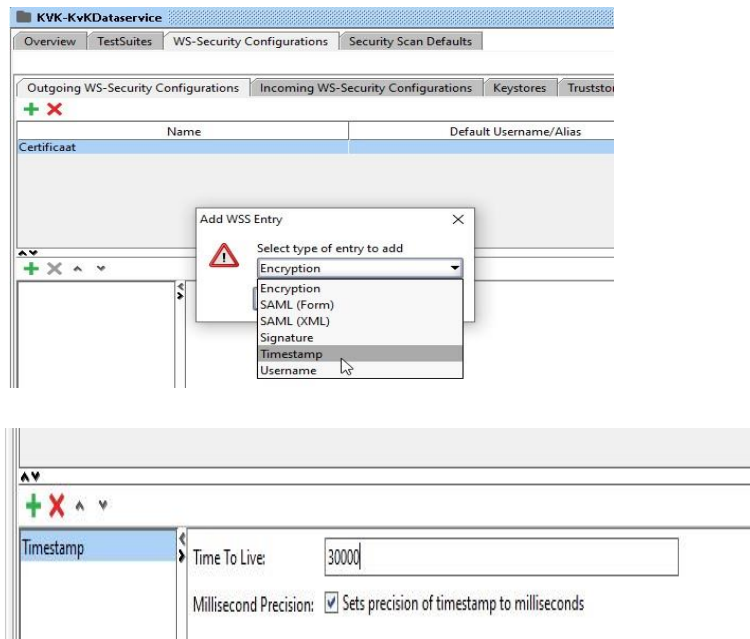 KVK-KvKDataservice
Overview TestSuites WS-Security Configurations Security Scan Defaults
Outgoing WS-Security Configurations Incoming WS-Security Configurations Keystores Truststo
Name Default Username/Alias
Certificaat
Add WSS Entry
Select type of entry to add
Encryption
Encryption
SAML (Form)
SAML (XML)
Signature
Timestamp
Username
Timestamp Time To Live: 30000
Millisecond Precision: Sets precision of timestamp to milliseconds